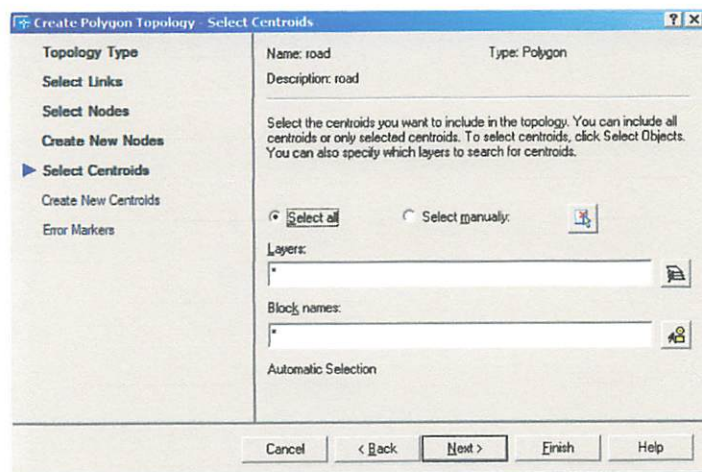 Create Polygon Topology - Select Centroids
Topology Type
Select Links
Select Nodes
Create New Nodes
Select Centroids
Create New Centroids
Error Markers
Name: road
Type: Polygon
Description: road
Select the centroids you want to include in the topology. You can include all
centroids or only selected centroids. To select centroids, click Select Objects.
You can also specify which layers to search for centroids.
Select all
Select manually:
Layers:
*
Block names:
*
Automatic Selection
Cancel
< Back
Next >
Finish
Help